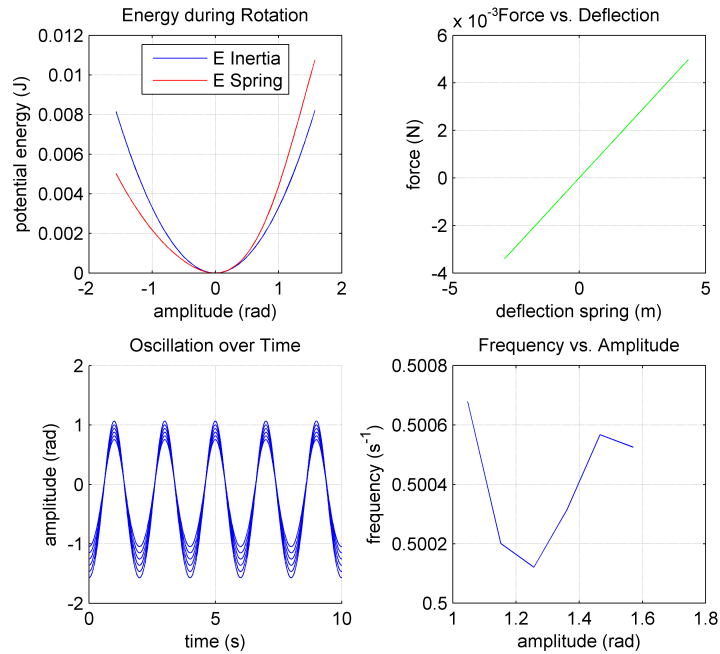 Energy during Rotation
0.012
0.01
0.008
0.006
0.004
0.002
0
-2
-1
0
1
2
potential energy (J)
amplitude (rad)
E Inertia
E Spring
x 10⁻³
Force vs. Deflection
6
4
2
0
-2
-4
-5
0
5
force (N)
deflection spring (m)
Oscillation over Time
2
1
0
-1
-2
0
5
10
amplitude (rad)
time (s)
Frequency vs. Amplitude
0.5008
0.5006
0.5004
0.5002
0.5
1
1.2
1.4
1.6
1.8
frequency (s⁻¹)
amplitude (rad)